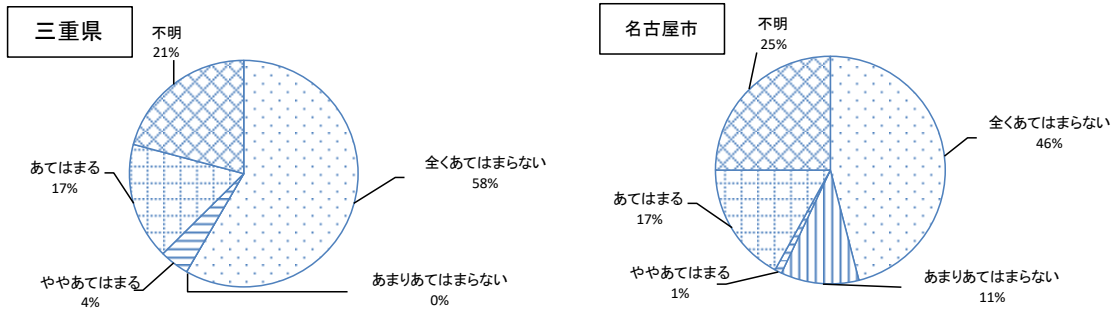 三重県
不明
21%
全くあてはまらない
58%
あてはまる
17%
ややあてはまる
4%
あまりあてはまらない
0%
名古屋市
不明
25%
全くあてはまらない
46%
あてはまる
17%
ややあてはまる
1%
あまりあてはまらない
11%